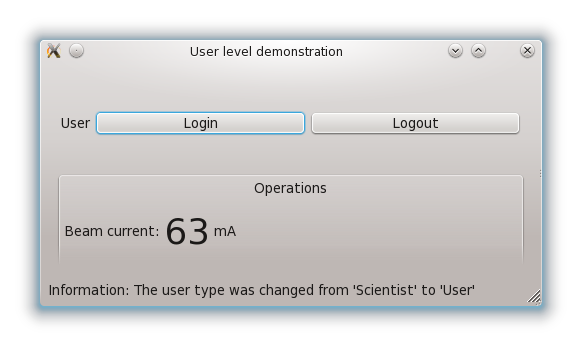 User level demonstration
User Login Logout
Operations
Beam current: 63 mA
Information: The user type was changed from 'Scientist' to 'User'